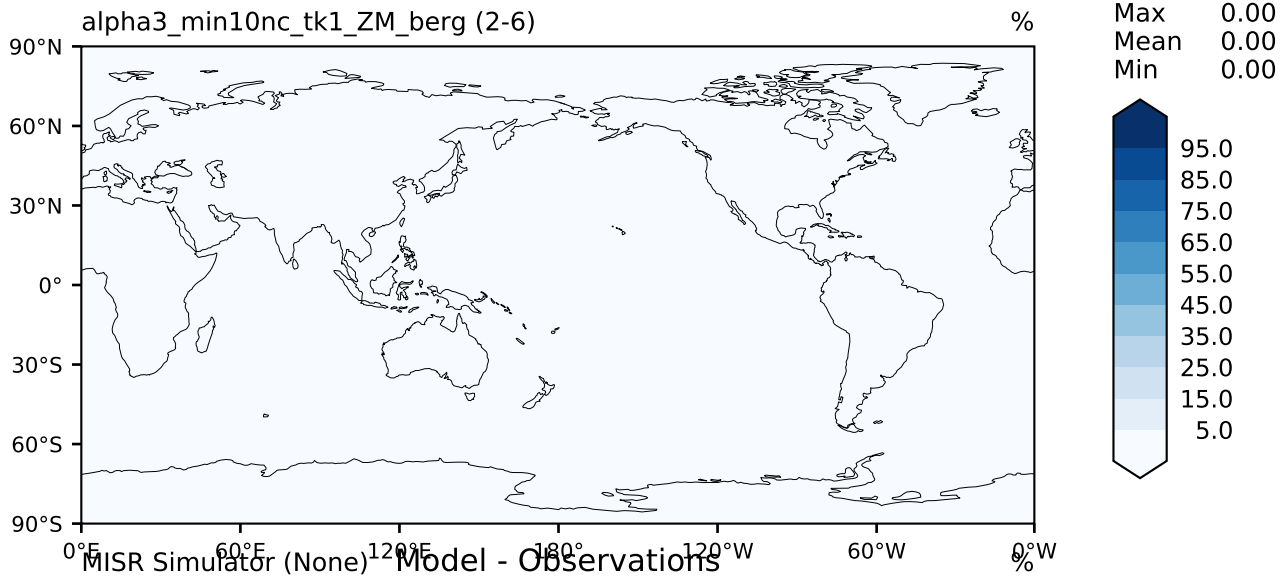 alpha3_min10nc_tk1_ZM_berg (2-6) %
Max 0.00
Mean 0.00
Min 0.00
90°N
60°N
30°N
0°
30°S
60°S
90°S
95.0
85.0
75.0
65.0
55.0
45.0
35.0
25.0
15.0
5.0
0°E 60°E 120°E 180° 120°W 60°W 0°W
MISR Simulator (None) Model - Observations %